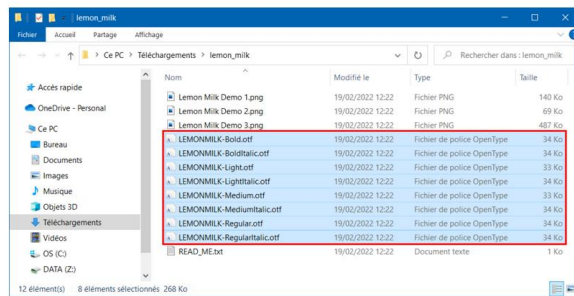 lemon_milk
Fichier Accueil Partage Affichage
Ce PC > Téléchargements > lemon_milk
Rechercher dans : lemon_milk
Nom Modifié le Type Taille
Accès rapide
OneDrive - Personal
Ce PC
Bureau
Documents
Images
Musique
Objets 3D
Téléchargements
Vidéos
OS (C:)
DATA (Z:)
Lemon Milk Demo 1.png 19/02/2022 12:22 Fichier PNG 140 Ko
Lemon Milk Demo 2.png 19/02/2022 12:22 Fichier PNG 69 Ko
Lemon Milk Demo 3.png 19/02/2022 12:22 Fichier PNG 487 Ko
LEMONMILK-Bold.otf 19/02/2022 12:22 Fichier de police OpenType 34 Ko
LEMONMILK-BoldItalic.otf 19/02/2022 12:22 Fichier de police OpenType 34 Ko
LEMONMILK-Light.otf 19/02/2022 12:22 Fichier de police OpenType 33 Ko
LEMONMILK-LightItalic.otf 19/02/2022 12:22 Fichier de police OpenType 34 Ko
LEMONMILK-Medium.otf 19/02/2022 12:22 Fichier de police OpenType 33 Ko
LEMONMILK-MediumItalic.otf 19/02/2022 12:22 Fichier de police OpenType 34 Ko
LEMONMILK-Regular.otf 19/02/2022 12:22 Fichier de police OpenType 34 Ko
LEMONMILK-RegularItalic.otf 19/02/2022 12:22 Fichier de police OpenType 34 Ko
READ_ME.txt 19/02/2022 12:22 Document texte 1 Ko
12 élément(s) 8 éléments sélectionnés 268 Ko